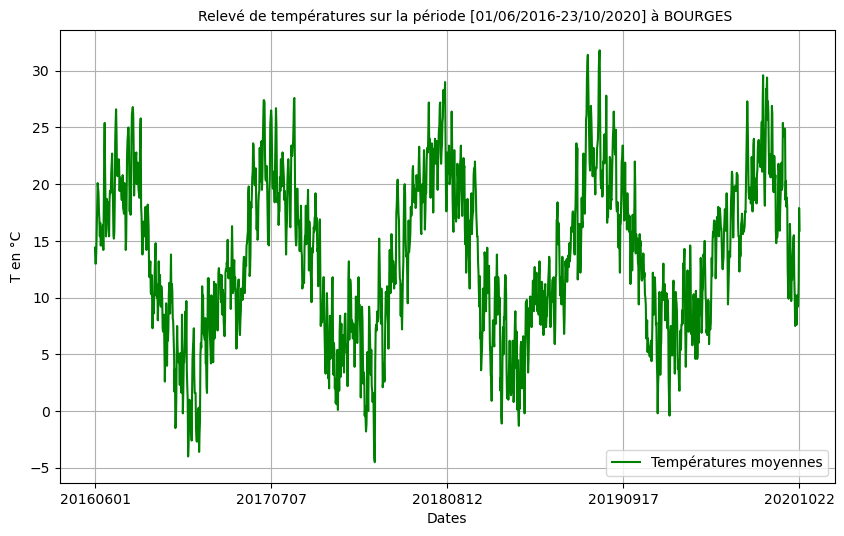 Relevé de températures sur la période [01/06/2016-23/10/2020] à BOURGES
T en °C
30
25
20
15
10
5
0
−5
Températures moyennes
20160601 20170707 20180812 20190917 20201022
Dates